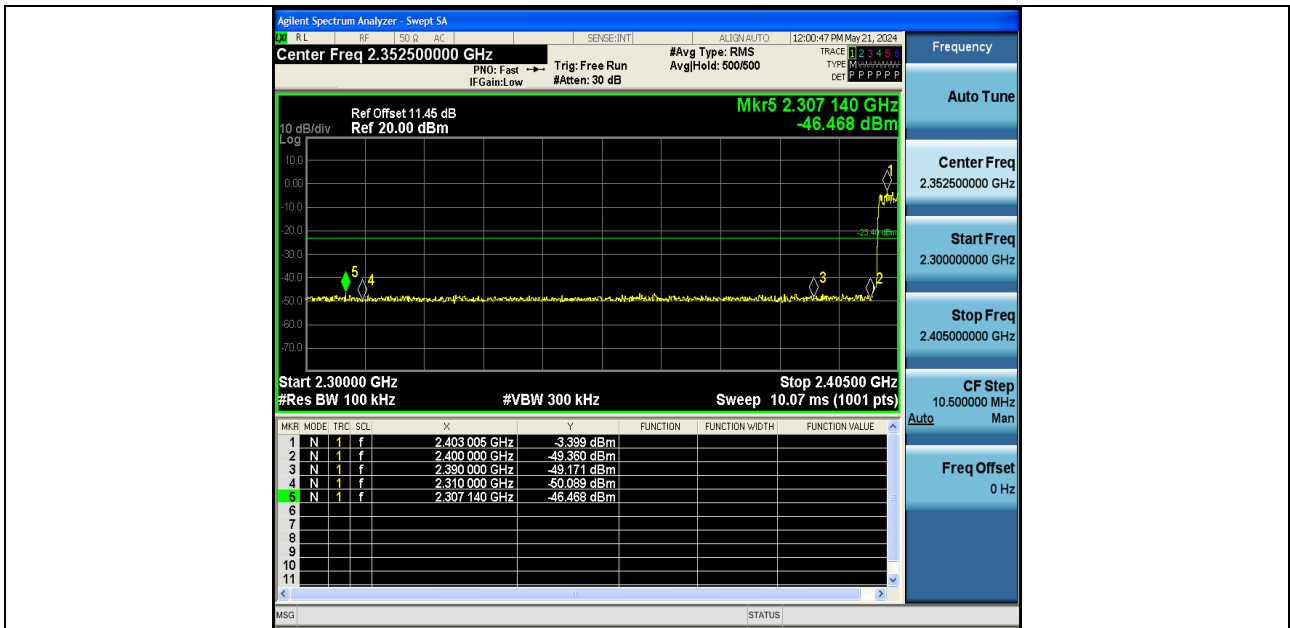 Agilent Spectrum Analyzer - Swept SA
LXI RL RF 50 Ω AC SENSE:INT ALIGN AUTO 12:00:47 PM May 21, 2024
Center Freq 2.352500000 GHz
PNO: Fast
IFGain:Low
Trig: Free Run
#Atten: 30 dB
#Avg Type: RMS
Avg|Hold: 500/500
TRACE 1 2 3 4 5 6
TYPE M W W W W W
DET P P P P P P
Mkr5 2.307 140 GHz
-46.468 dBm
Ref Offset 11.45 dB
10 dB/div Ref 20.00 dBm
Log
10.0
0.00
-10.0
-20.0
-30.0
-40.0
-50.0
-60.0
-70.0
1
-23.40 dBm
5
4
3
2
Start 2.30000 GHz Stop 2.40500 GHz
#Res BW 100 kHz #VBW 300 kHz Sweep 10.07 ms (1001 pts)
MKR MODE TRC SCL X Y FUNCTION FUNCTION WIDTH FUNCTION VALUE
1 N 1 f 2.403 005 GHz -3.399 dBm
2 N 1 f 2.400 000 GHz -49.360 dBm
3 N 1 f 2.390 000 GHz -49.171 dBm
4 N 1 f 2.310 000 GHz -50.089 dBm
5 N 1 f 2.307 140 GHz -46.468 dBm
6
7
8
9
10
11
MSG STATUS
Frequency
Auto Tune
Center Freq
2.352500000 GHz
Start Freq
2.300000000 GHz
Stop Freq
2.405000000 GHz
CF Step
10.500000 MHz
Auto Man
Freq Offset
0 Hz